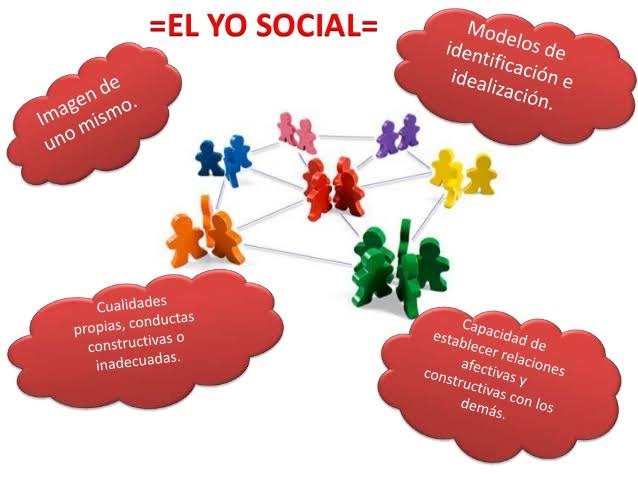 =EL YO SOCIAL=
Imagen de
uno mismo.
Modelos de
identificación e
idealización.
Cualidades
propias, conductas
constructivas o
inadecuadas.
Capacidad de
establecer relaciones
afectivas y
constructivas con los
demás.